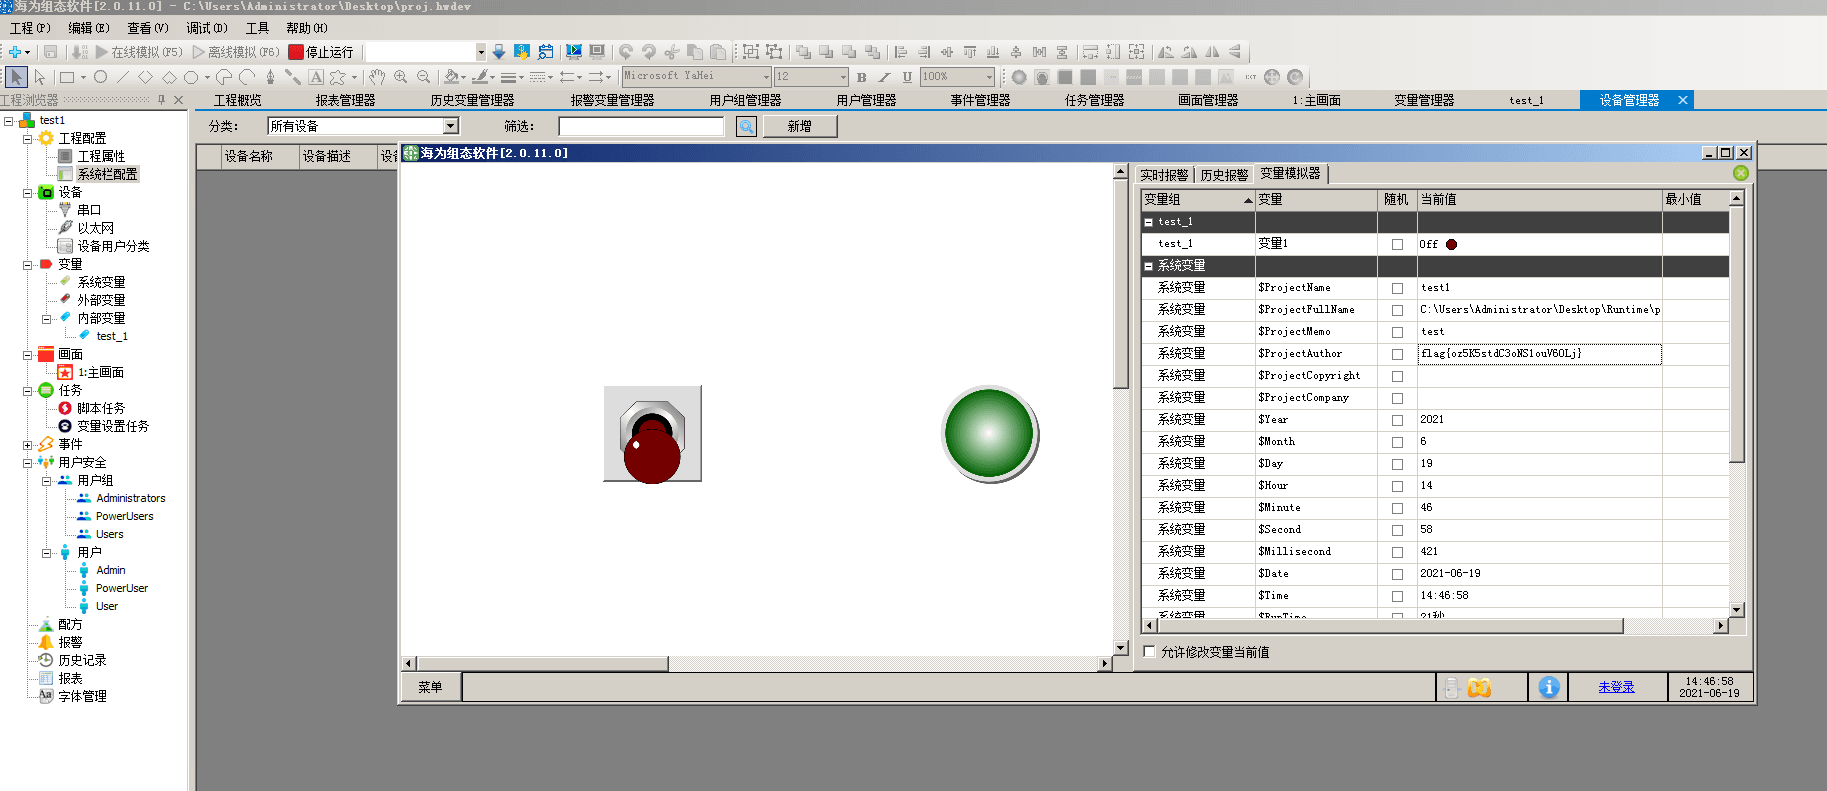 海为组态软件[2.0.11.0] - C:\Users\Administrator\Desktop\proj.hwdev
工程(P) 编辑(E) 查看(V) 调试(D) 工具 帮助(H)
在线模拟(F5) 离线模拟(F6) 停止运行
Microsoft YaHei 12 B U 100%
工程浏览器
工程概览 报表管理器 历史变量管理器 报警变量管理器 用户组管理器 用户管理器 事件管理器 任务管理器 画面管理器 1:主画面 变量管理器 test_1 设备管理器
分类: 所有设备 筛选: 新增
设备名称 设备描述
test1
工程配置
工程属性
系统栏配置
设备
串口
以太网
设备用户分类
变量
系统变量
外部变量
内部变量
test_1
画面
1:主画面
任务
脚本任务
变量设置任务
事件
用户安全
用户组
Administrators
PowerUsers
Users
用户
Admin
PowerUser
User
配方
报警
历史记录
报表
字体管理
海为组态软件[2.0.11.0]
实时报警 历史报警 变量模拟器
变量组 变量 随机 当前值 最小值
test_1
test_1 变量1 Off
系统变量
系统变量 $ProjectName test1
系统变量 $ProjectFullName C:\Users\Administrator\Desktop\Runtime\p
系统变量 $ProjectMemo test
系统变量 $ProjectAuthor flag{oz5K5stdC3oNS1ouV6OLj}
系统变量 $ProjectCopyright
系统变量 $ProjectCompany
系统变量 $Year 2021
系统变量 $Month 6
系统变量 $Day 19
系统变量 $Hour 14
系统变量 $Minute 46
系统变量 $Second 58
系统变量 $Millisecond 421
系统变量 $Date 2021-06-19
系统变量 $Time 14:46:58
系统变量 $RunTime 21秒
允许修改变量当前值
菜单 未登录 14:46:58
2021-06-19